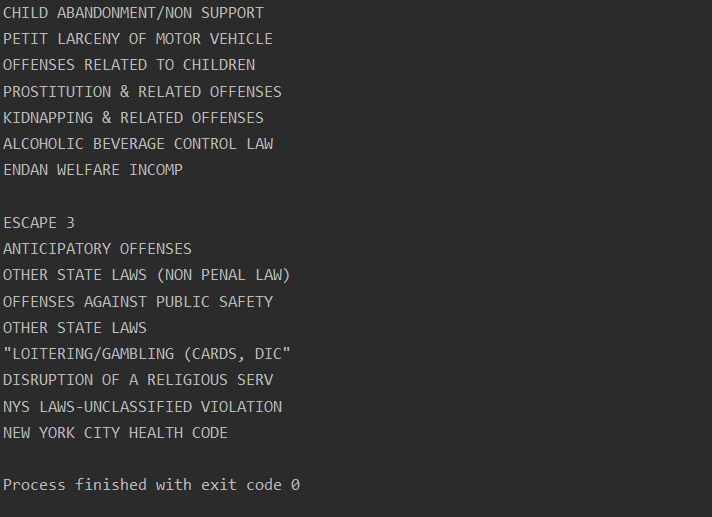 CHILD ABANDONMENT/NON SUPPORT
PETIT LARCENY OF MOTOR VEHICLE
OFFENSES RELATED TO CHILDREN
PROSTITUTION & RELATED OFFENSES
KIDNAPPING & RELATED OFFENSES
ALCOHOLIC BEVERAGE CONTROL LAW
ENDAN WELFARE INCOMP

ESCAPE 3
ANTICIPATORY OFFENSES
OTHER STATE LAWS (NON PENAL LAW)
OFFENSES AGAINST PUBLIC SAFETY
OTHER STATE LAWS
"LOITERING/GAMBLING (CARDS, DIC"
DISRUPTION OF A RELIGIOUS SERV
NYS LAWS-UNCLASSIFIED VIOLATION
NEW YORK CITY HEALTH CODE

Process finished with exit code 0